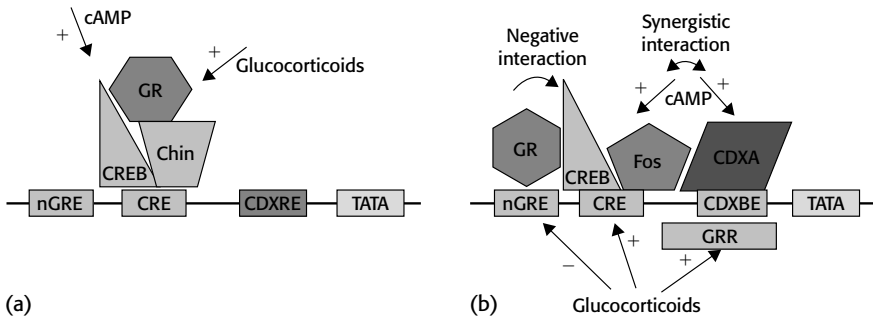 cAMP
+
+
Glucocorticoids
GR
Chin
CREB
nGRE
CRE
CDXRE
TATA
(a)
Negative
interaction
Synergistic
interaction
+
+
cAMP
GR
CREB
Fos
CDXA
nGRE
CRE
CDXBE
TATA
GRR
−
+
+
Glucocorticoids
(b)